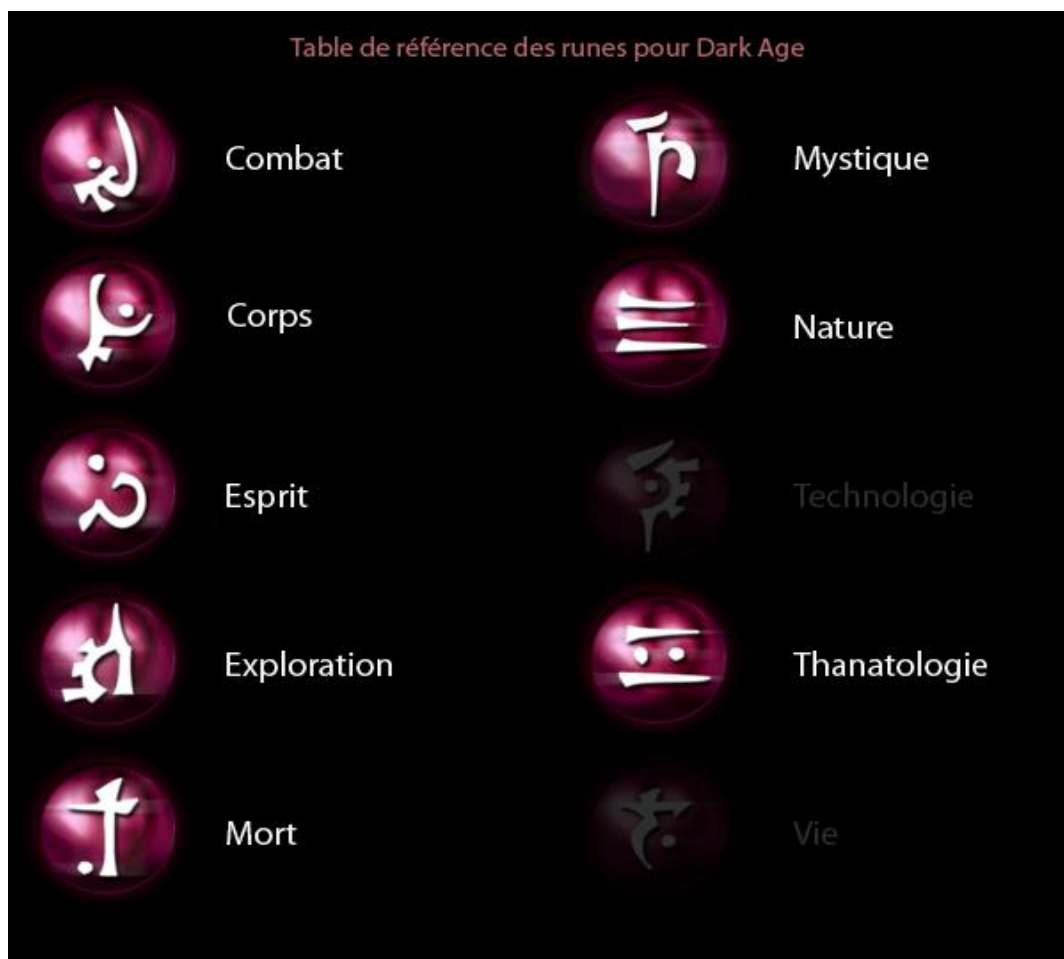 Table de référence des runes pour Dark Age
Combat
Mystique
Corps
Nature
Esprit
Technologie
Exploration
Thanatologie
Mort
Vie